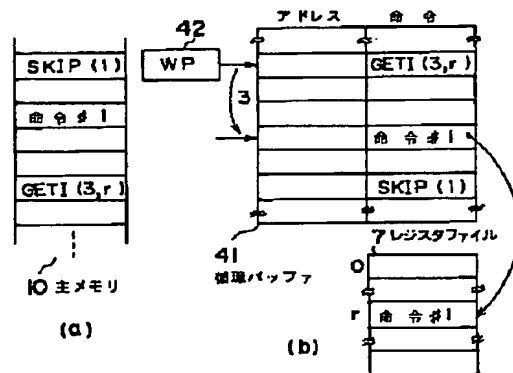 SKIP (1)
命令 #1
GETI (3,r)
10 主メモリ
(a)
42
WP
3
アドレス
命令
GETI (3,r)
命令 #1
SKIP (1)
41
循環バッファ
7 レジスタファイル
0
r
命令 #1
(b)